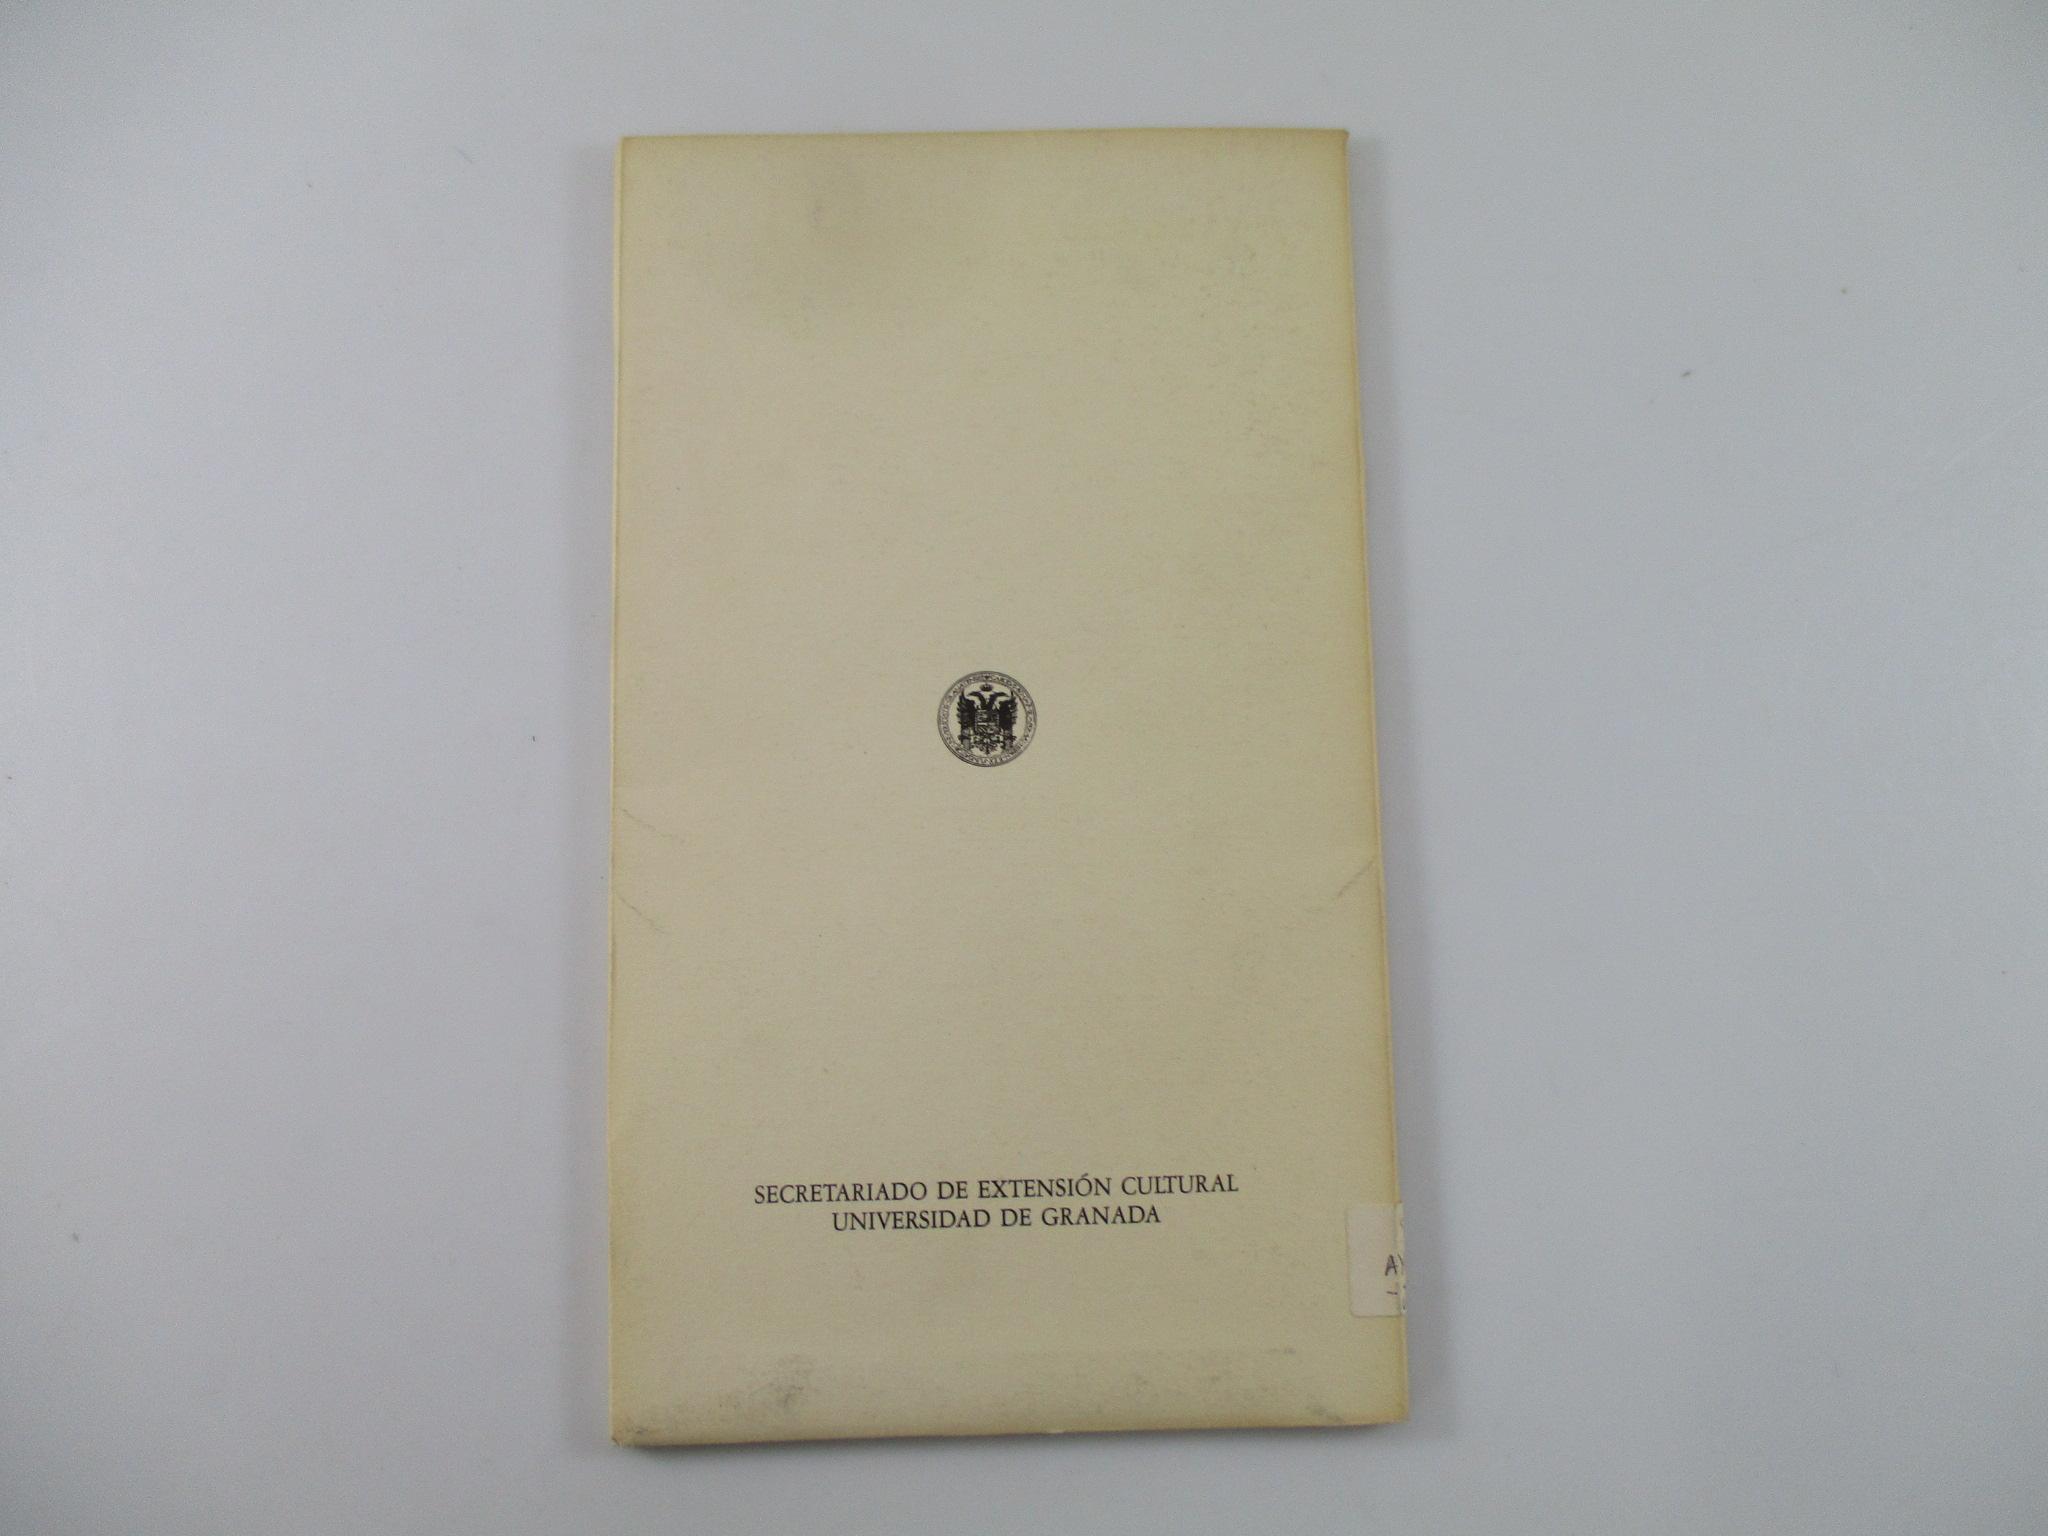 SECRETARIADO DE EXTENSIÓN CULTURAL
UNIVERSIDAD DE GRANADA